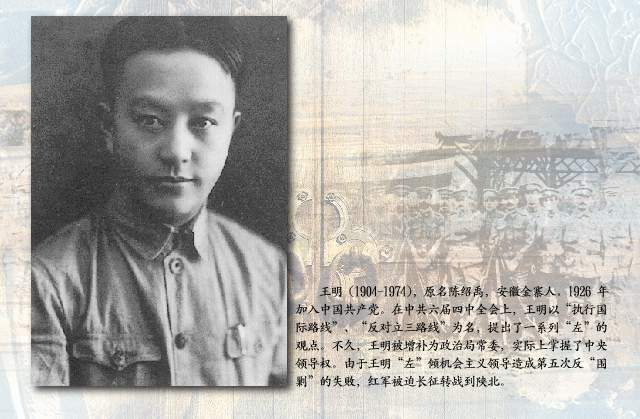 王明(1904-1974)，原名陈绍禹，安徽金寨人。1926 年
加入中国共产党。在中共六届四中全会上，王明以“执行国
际路线”、“反对立三路线”为名，提出了一系列“左”的
观点。不久，王明被增补为政治局常委，实际上掌握了中央
领导权。由于王明“左”倾机会主义领导造成第五次反“围
剿”的失败，红军被迫长征转战到陕北。